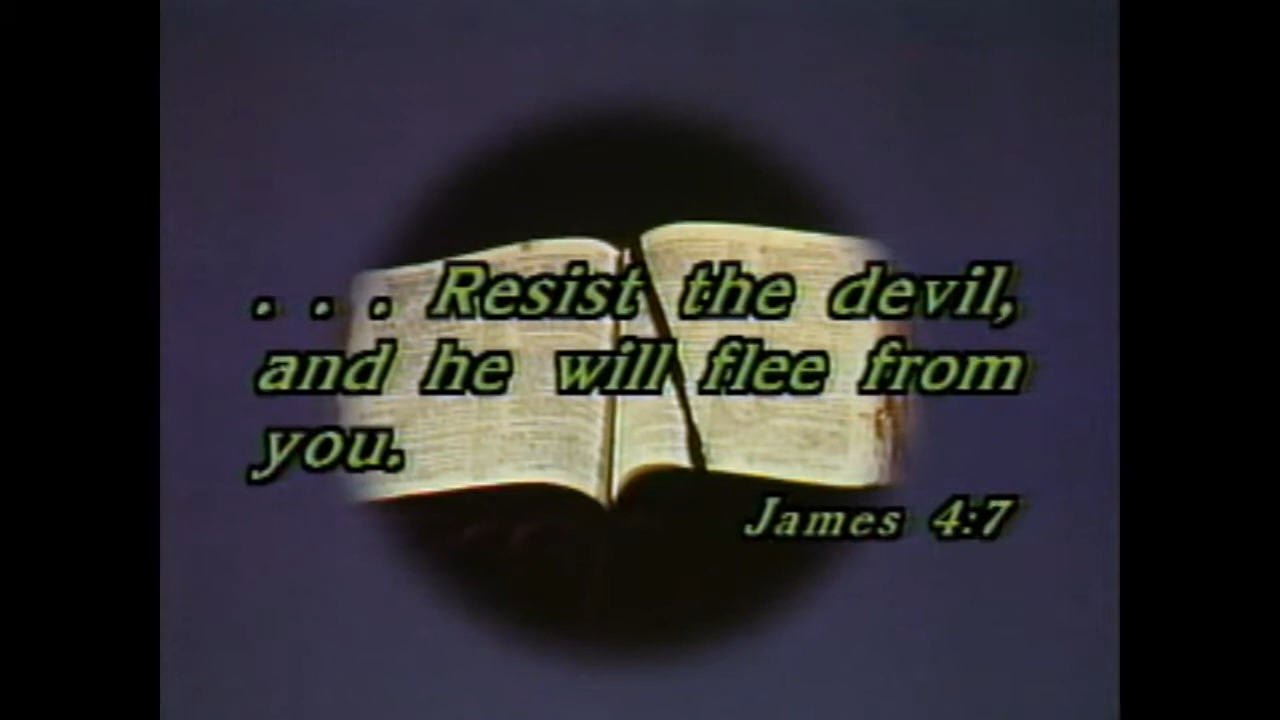 . . . Resist the devil,
and he will flee from
you.
James 4:7